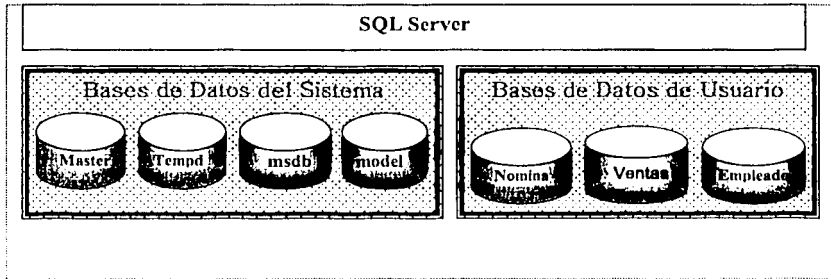 SQL Server
Bases de Datos del Sistema
Bases de Datos de Usuario
Master
Tempd
msdb
model
Nomina
Ventas
Empleado